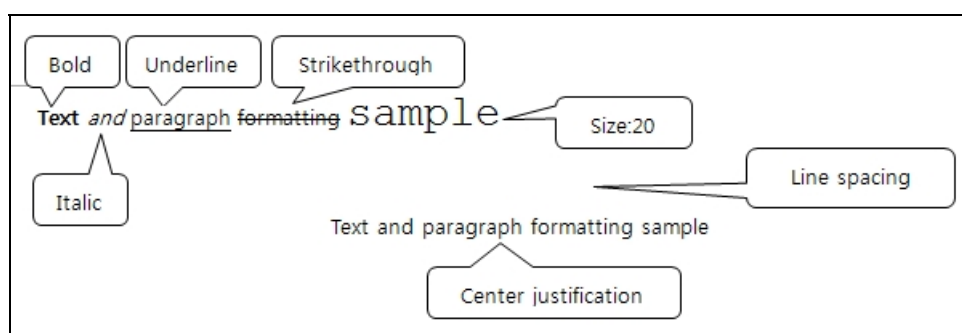 Bold Underline Strikethrough
Text and paragraph formatting sample
Size:20
Line spacing
Italic
Text and paragraph formatting sample
Center justification